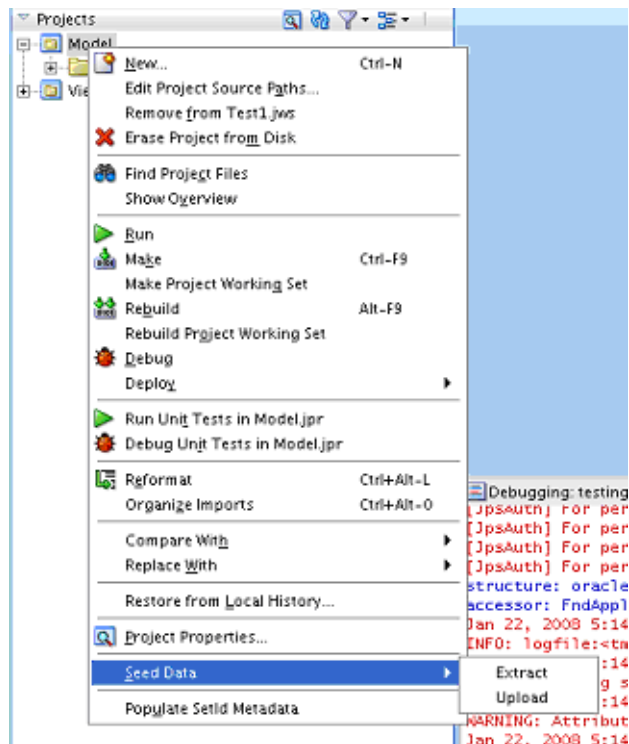 Projects
Model
New... Ctrl-N
Edit Project Source Paths...
Vie
Remove from Test1.jws
Erase Project from Disk
Find Project Files
Show Overview
Run
Make Ctrl-F9
Make Project Working Set
Rebuild Alt-F9
Rebuild Project Working Set
Debug
Deploy
Run Unit Tests in Model.jpr
Debug Unit Tests in Model.jpr
Reformat Ctrl+Alt-L
Organize Imports Ctrl+Alt-O
Compare With
Replace With
Restore from Local History...
Project Properties...
Seed Data
Populate SetId Metadata
Extract
Upload
Debugging: testing
[JpsAuth] For per
[JpsAuth] For per
[JpsAuth] For per
[JpsAuth] For per
structure: oracle
accessor: FndAppl
Jan 22, 2008 5:14
INFO: logfile:<tm
:14
g s
:14
WARNING: Attribut
Jan 22, 2008 5:14